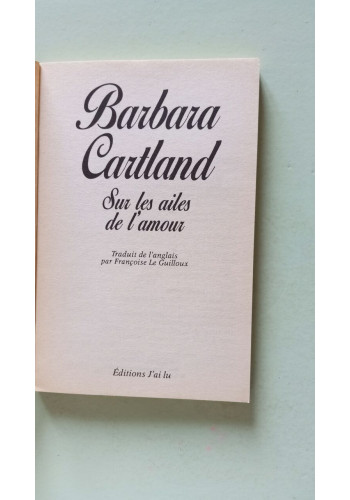 Barbara
Cartland
Sur les ailes
de l'amour
Traduit de l'anglais
par Françoise Le Guilloux
Éditions J'ai lu